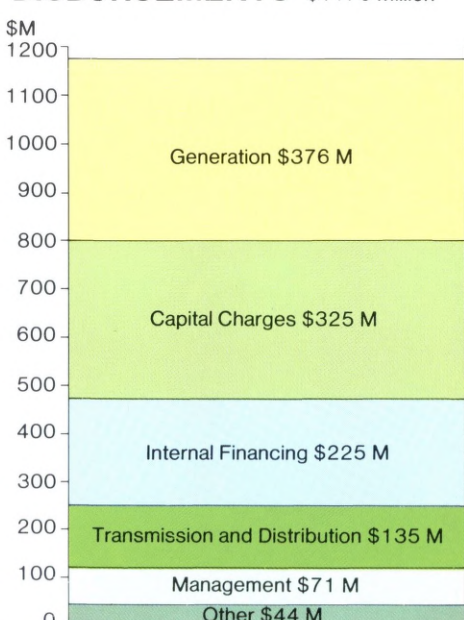 $M
1200
1100
1000
Generation $376 M
900
800
700
Capital Charges $325 M
600
500
400
Internal Financing $225 M
300
200
Transmission and Distribution $135 M
100
Management $71 M
Other $44 M
0